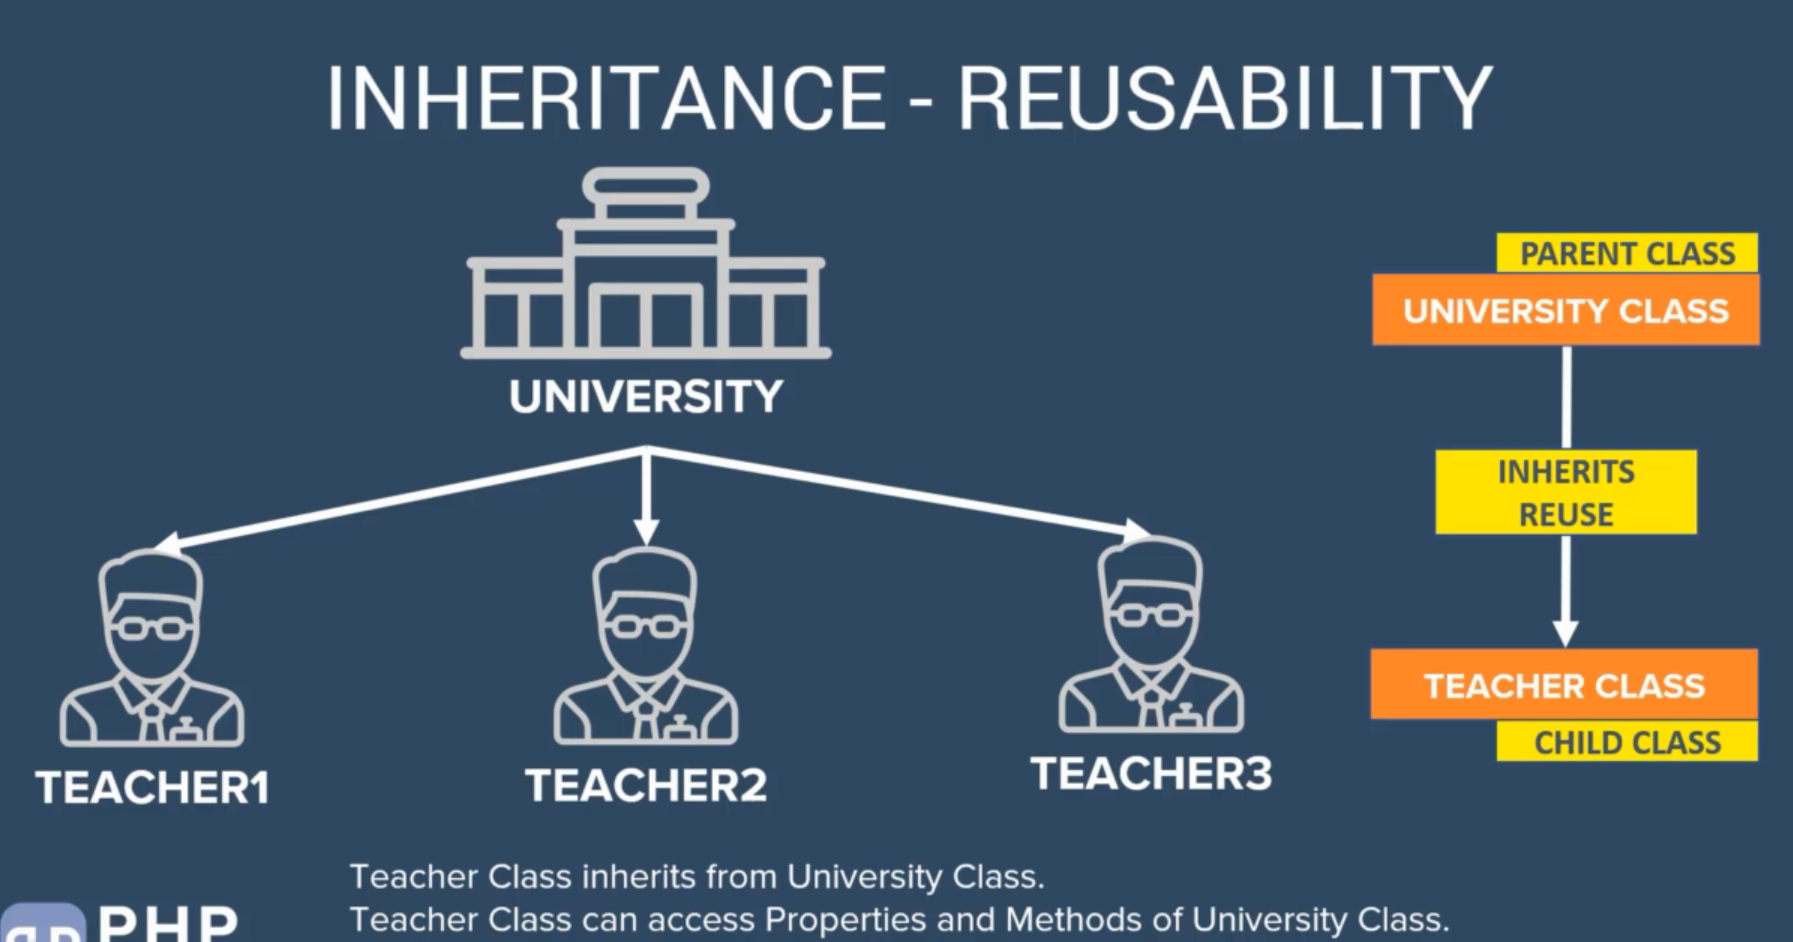 INHERITANCE - REUSABILITY
PARENT CLASS
UNIVERSITY CLASS
UNIVERSITY
INHERITS
REUSE
TEACHER CLASS
CHILD CLASS
TEACHER1
TEACHER2
TEACHER3
Teacher Class inherits from University Class.
Teacher Class can access Properties and Methods of University Class.
PHP